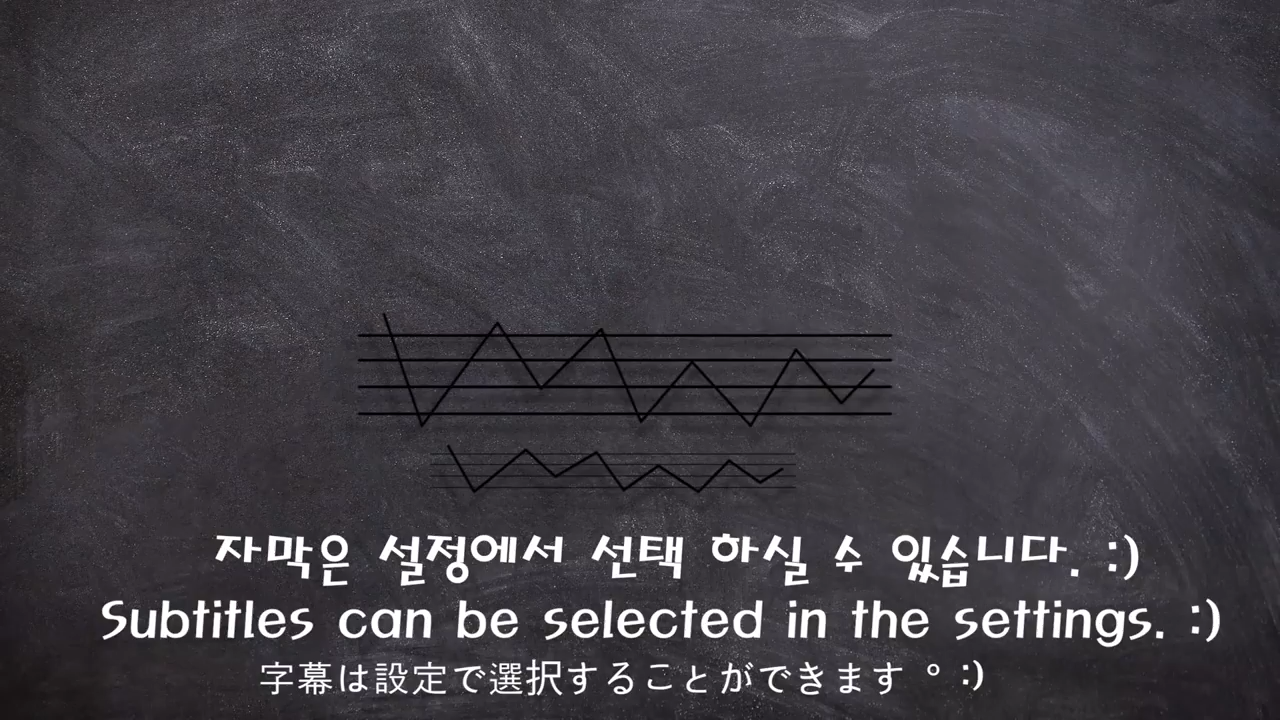 자막은 설정에서 선택 하실 수 있습니다. :)
Subtitles can be selected in the settings. :)
字幕は設定で選択することができます 。:)